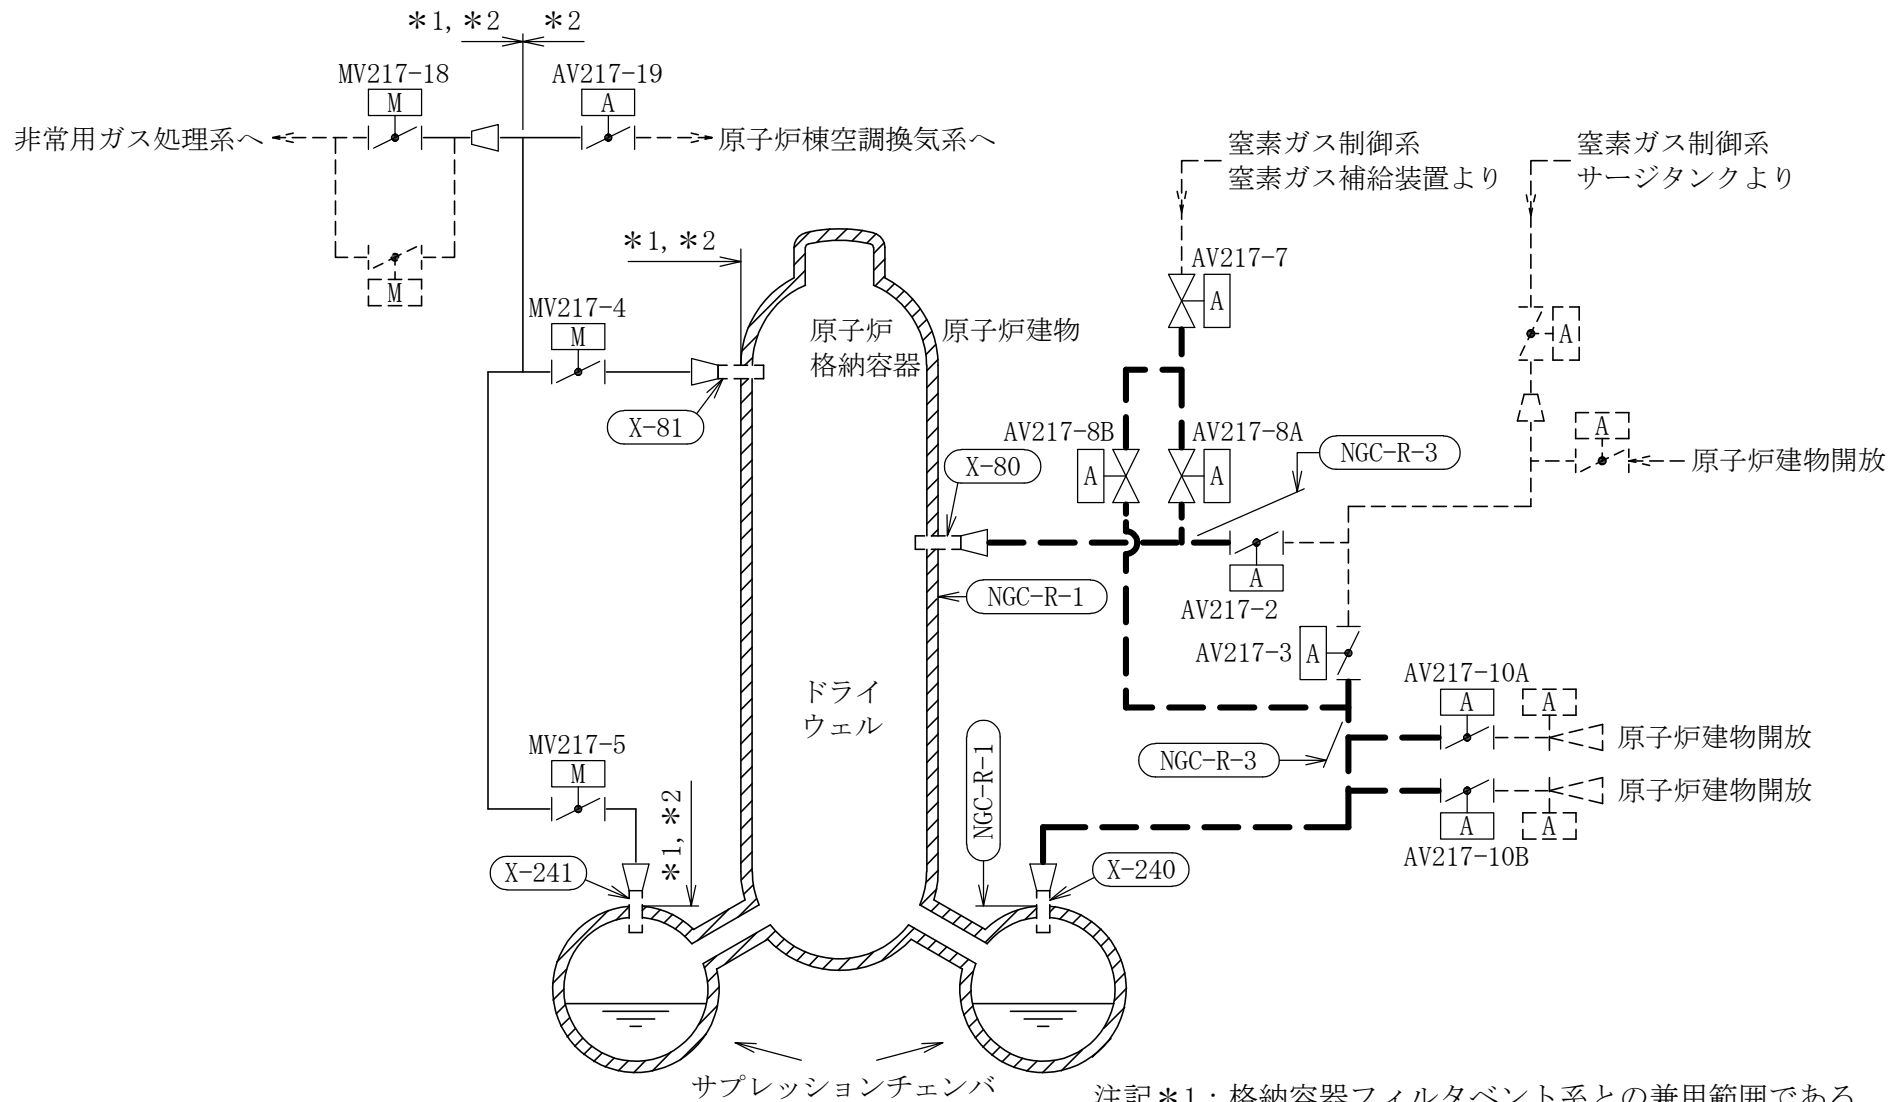 ＊1, ＊2
＊2
MV217-18
AV217-19
M
A
非常用ガス処理系へ
原子炉棟空調換気系へ
M
窒素ガス制御系
窒素ガス補給装置より
窒素ガス制御系
サージタンクより
＊1, ＊2
AV217-7
A
MV217-4
M
原子炉
格納容器
原子炉建物
A
X-81
AV217-8B
AV217-8A
NGC-R-3
A
原子炉建物開放
X-80
A
A
A
AV217-2
NGC-R-1
AV217-3
A
AV217-10A
A
A
原子炉建物開放
ドライ
ウェル
MV217-5
M
NGC-R-1
NGC-R-3
原子炉建物開放
A
A
AV217-10B
＊1, ＊2
X-241
X-240
サプレッションチェンバ
注記＊1：格納容器フィルタベント系との兼用範囲である